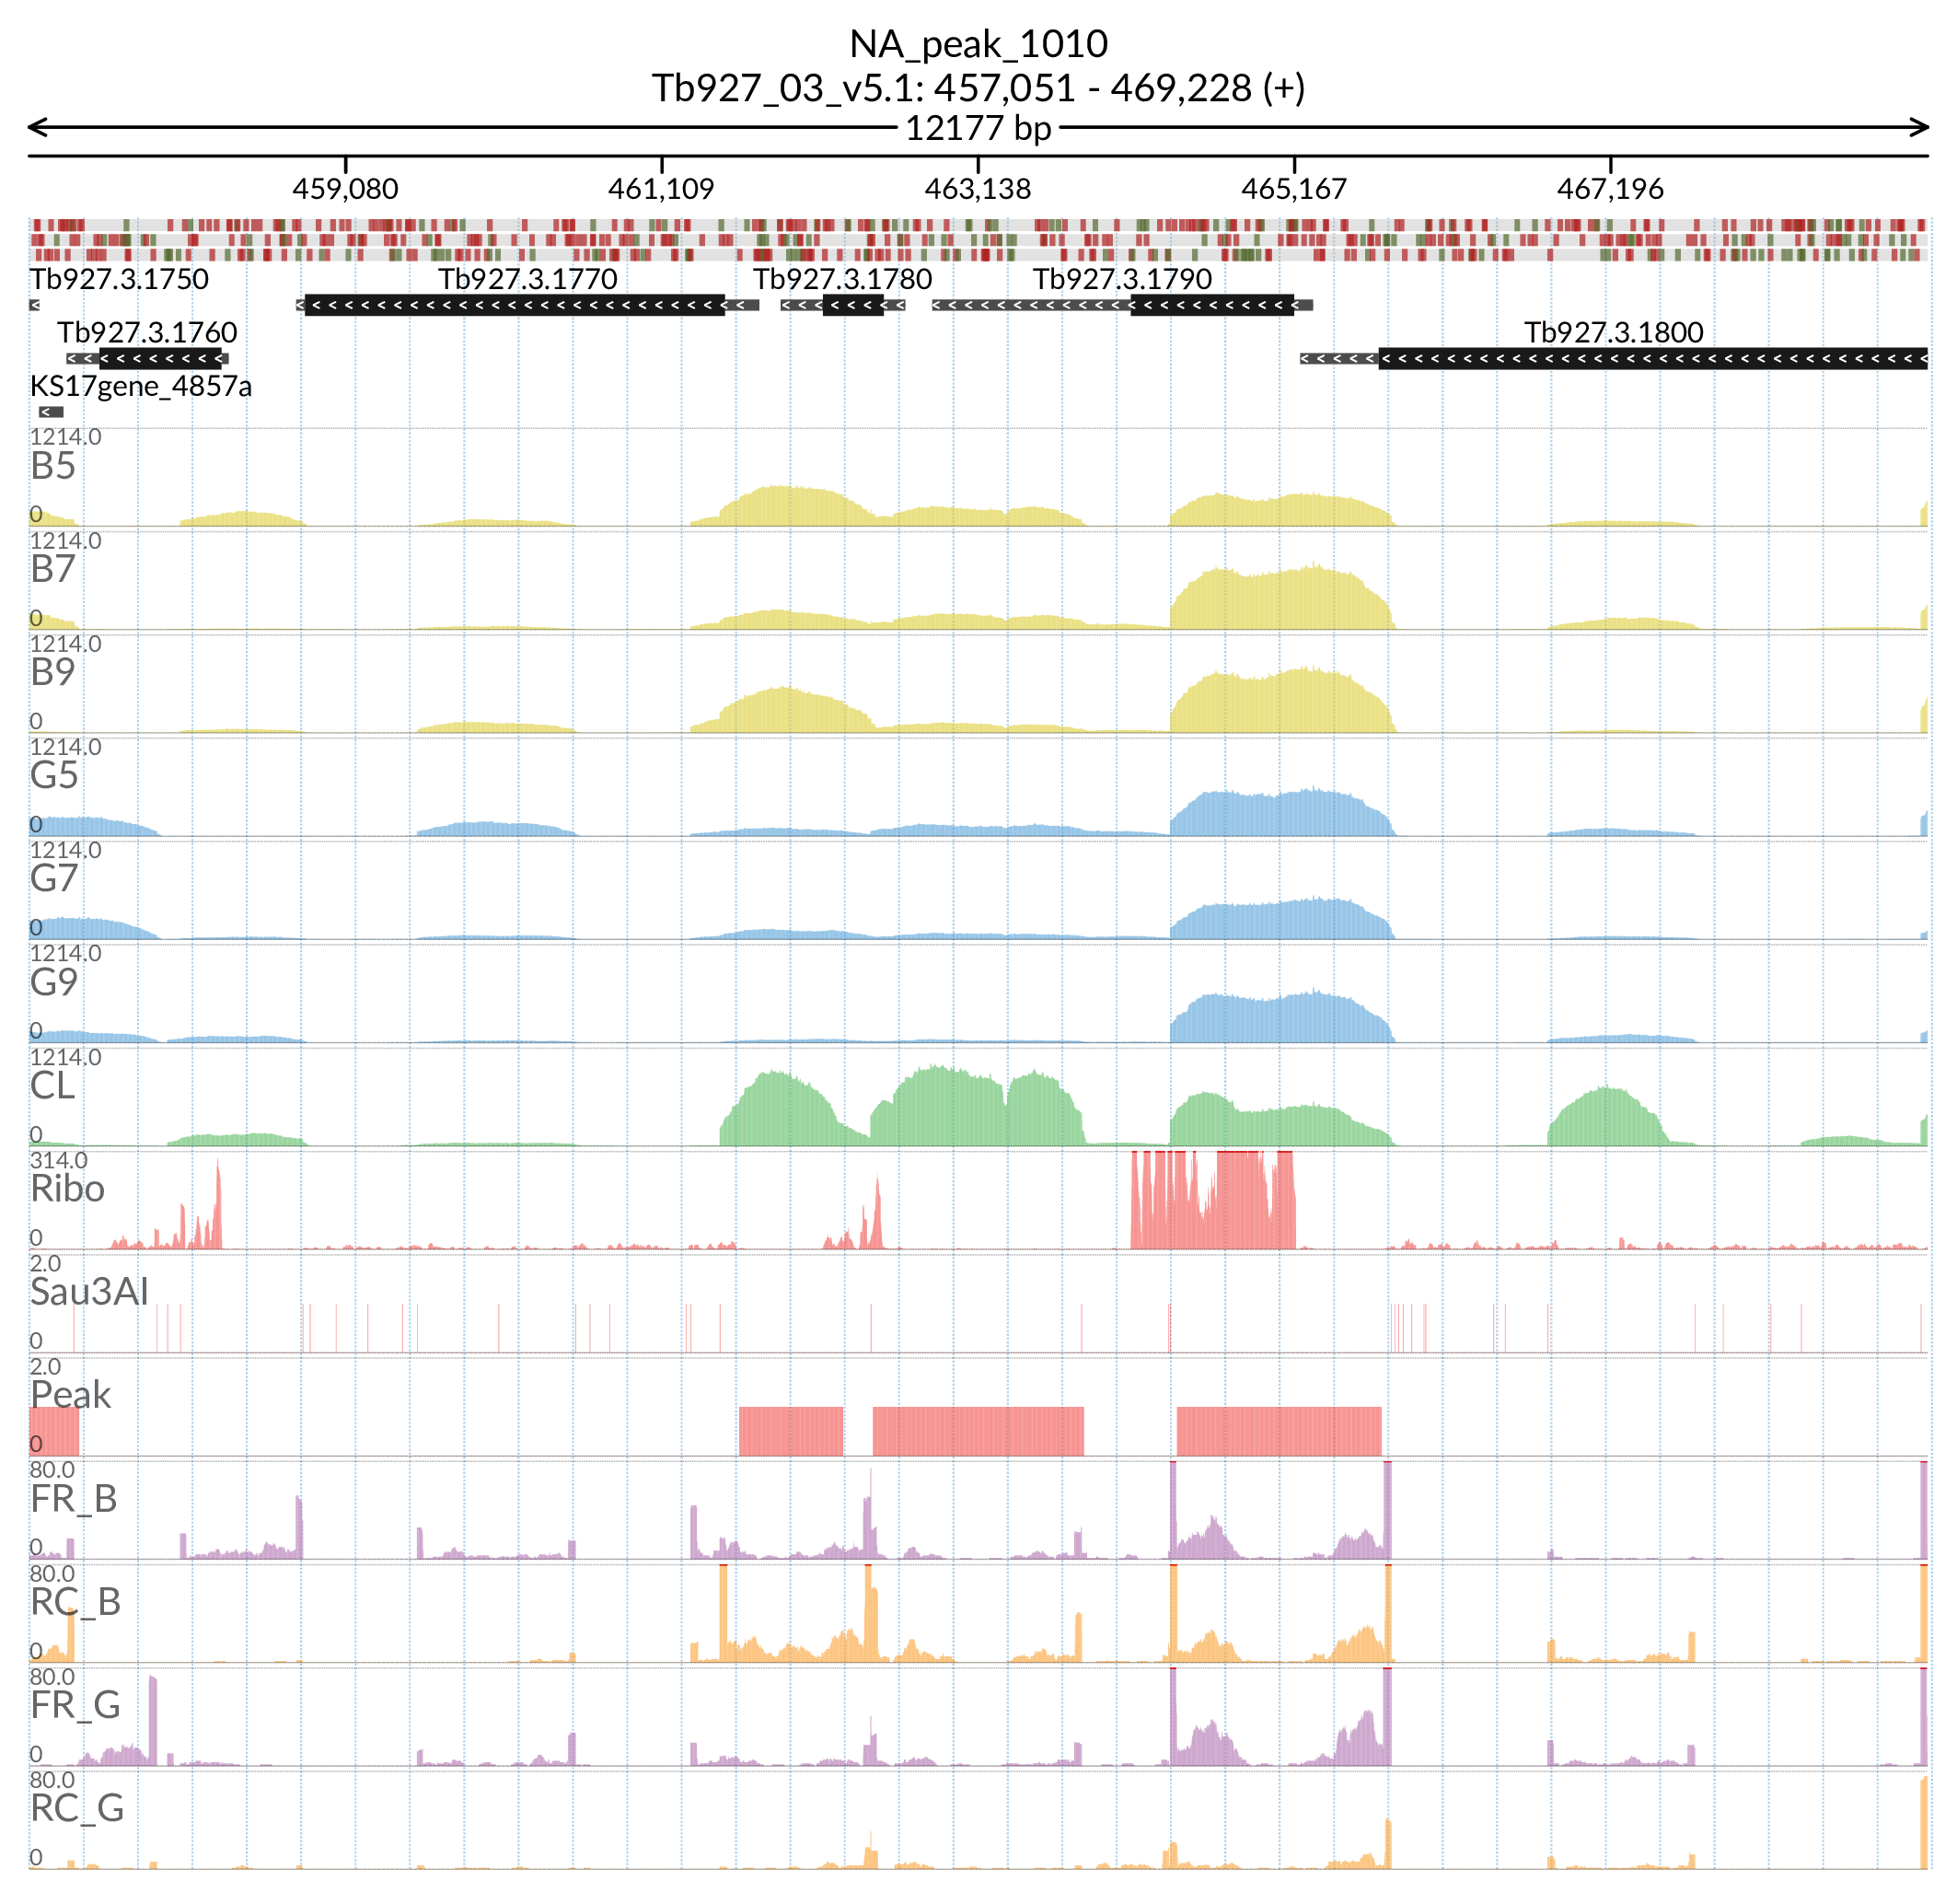 NA_peak_1010
Tb927_03_v5.1: 457,051 - 469,228 (+)
12177 bp
459,080 461,109 463,138 465,167 467,196
Tb927.3.1750 Tb927.3.1770 Tb927.3.1780 Tb927.3.1790
Tb927.3.1760 Tb927.3.1800
KS17gene_4857a
1214.0
B5
0
1214.0
B7
0
1214.0
B9
0
1214.0
G5
0
1214.0
G7
0
1214.0
G9
0
1214.0
CL
0
314.0
Ribo
0
2.0
Sau3AI
0
2.0
Peak
0
80.0
FR_B
0
80.0
RC_B
0
80.0
FR_G
0
80.0
RC_G
0